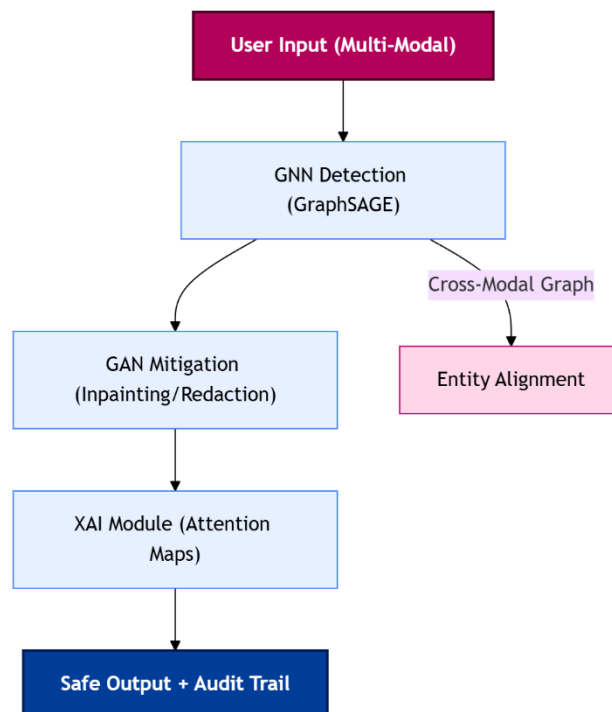 User Input (Multi-Modal)
GNN Detection
(GraphSAGE)
Cross-Modal Graph
GAN Mitigation
(Inpainting/Redaction)
Entity Alignment
XAI Module (Attention
Maps)
Safe Output + Audit Trail